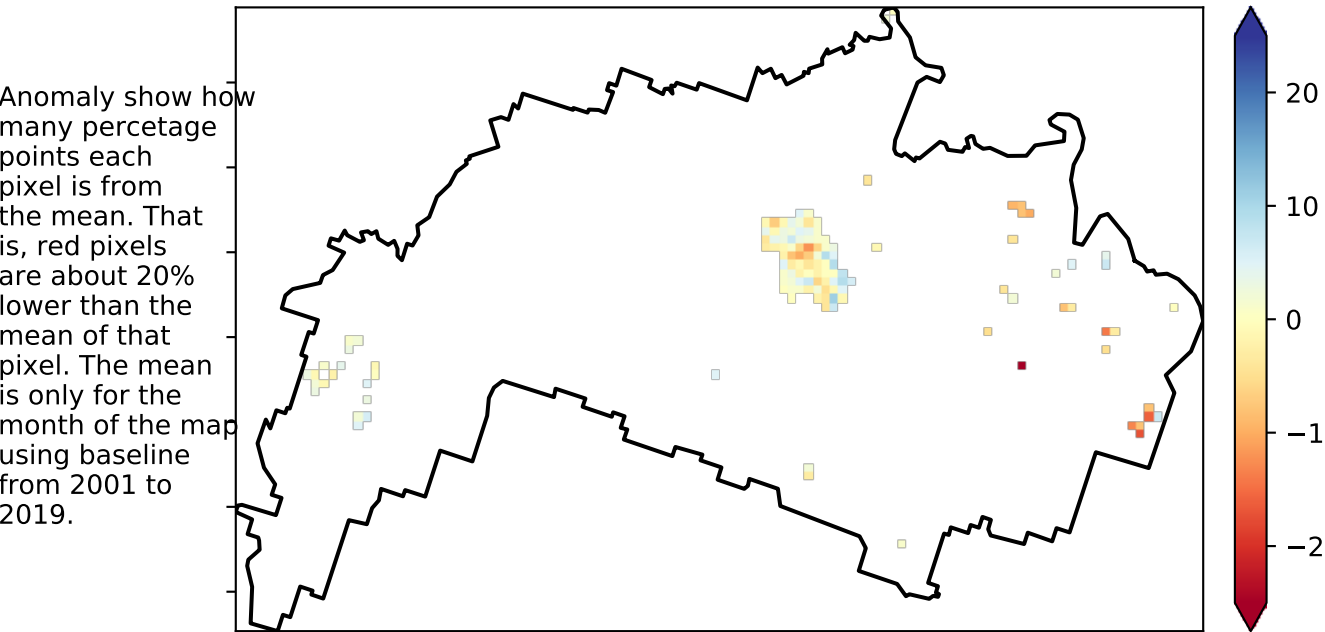 Anomaly show how
many percetage
points each
pixel is from
the mean. That
is, red pixels
are about 20%
lower than the
mean of that
pixel. The mean
is only for the
month of the map
using baseline
from 2001 to
2019.
20
10
0
−1
−2